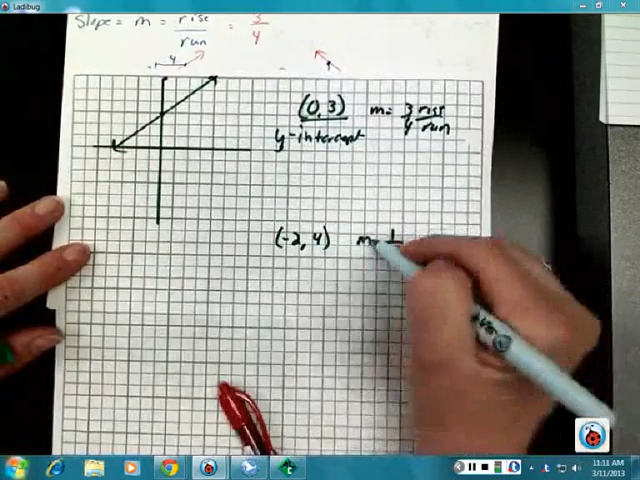 Ladibug
Slope = m = rise/run = 3/4
4
(0, 3) m = 3/4 rise/run
y-intercept
(-2, 4) m = 1
11:11 AM
3/11/2013